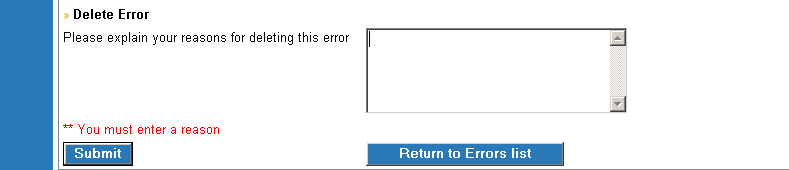 » Delete Error
Please explain your reasons for deleting this error
** You must enter a reason
Submit
Return to Errors list